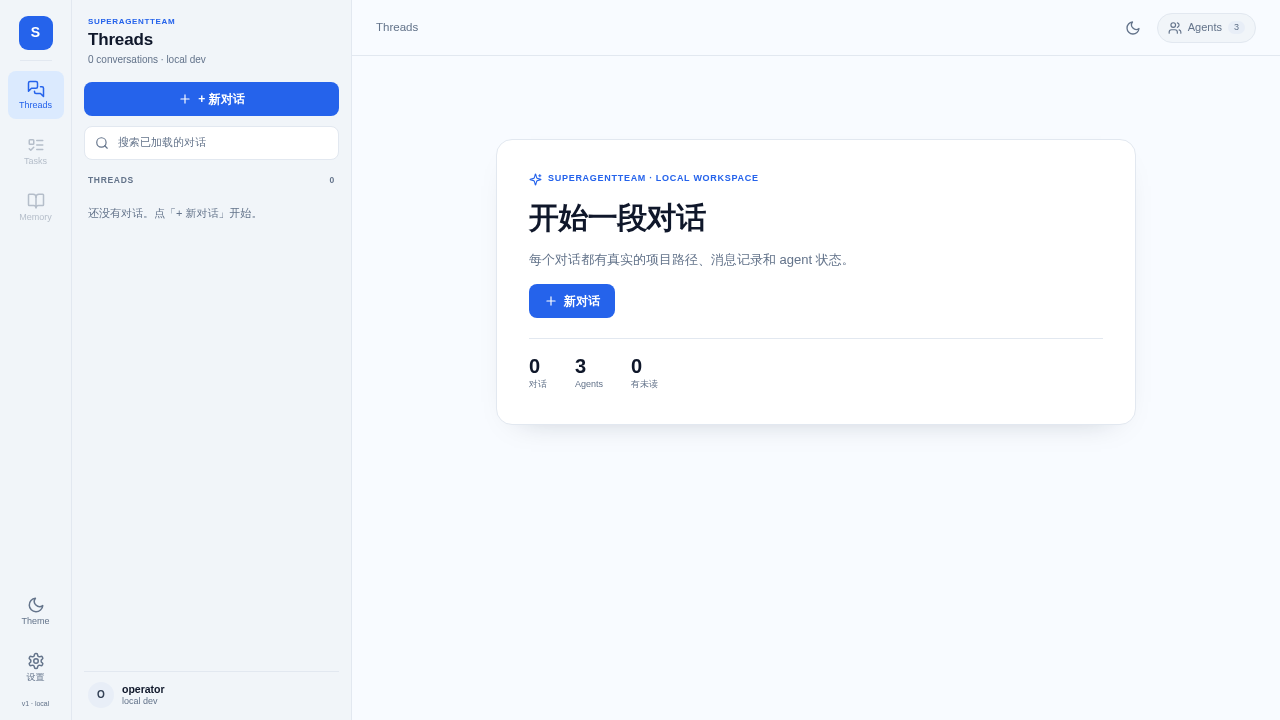 S
Threads
Tasks
Memory
Theme
设置
v1 · local
SUPERAGENTTEAM
Threads
0 conversations · local dev
+ 新对话
搜索已加载的对话
THREADS 0
还没有对话。点「+ 新对话」开始。
O
operator
local dev
Threads
Agents 3
SUPERAGENTTEAM · LOCAL WORKSPACE
开始一段对话
每个对话都有真实的项目路径、消息记录和 agent 状态。
新对话
0 3 0
对话 Agents 有未读